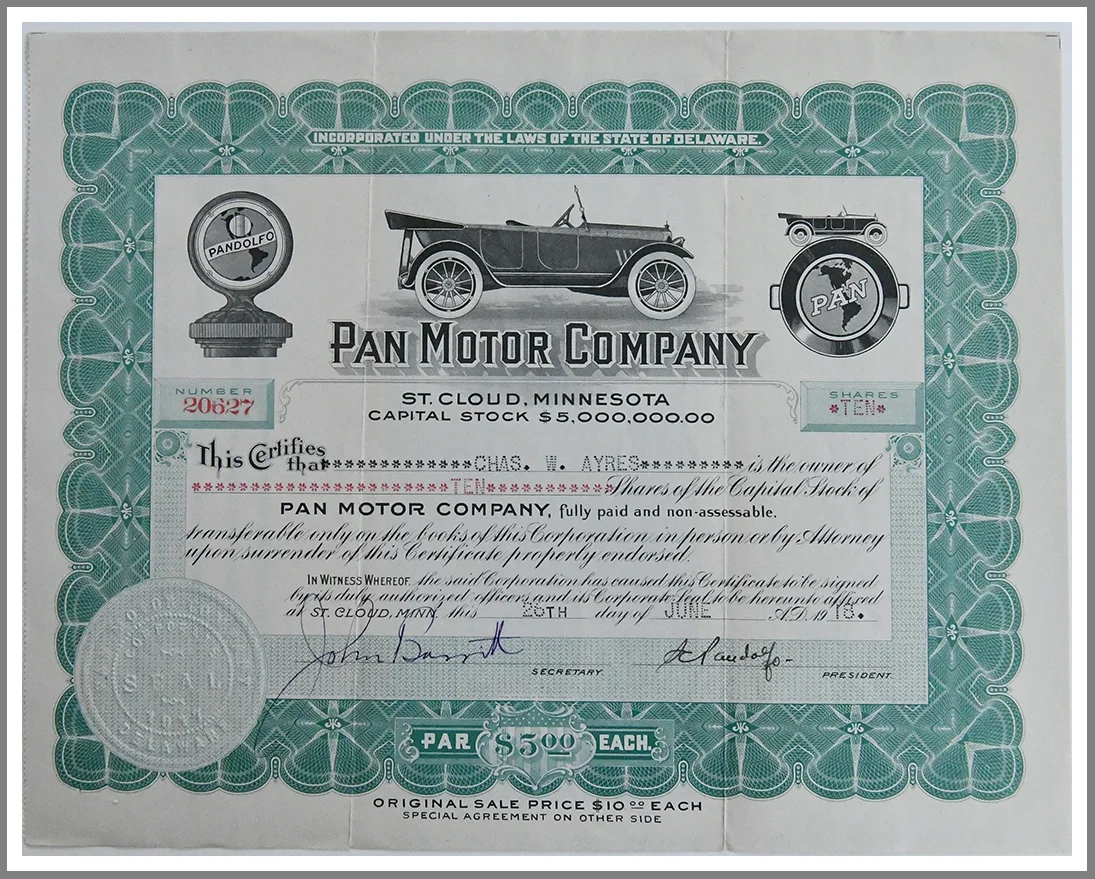 INCORPORATED UNDER THE LAWS OF THE STATE OF DELAWARE.
PANDOLFO
PAN
PAN MOTOR COMPANY
NUMBER
20627
ST. CLOUD, MINNESOTA
CAPITAL STOCK $5,000,000.00
SHARES
*TEN*
This Certifies that CHAS. W. AYRES is the owner of
TEN Shares of the Capital Stock of
PAN MOTOR COMPANY, fully paid and non-assessable.
transferable only on the books of this Corporation in person or by Attorney
upon surrender of this Certificate properly endorsed.
IN WITNESS WHEREOF, the said Corporation has caused this Certificate to be signed
by its duly authorized officers and its Corporate Seal to be hereunto affixed
at ST. CLOUD, MINN. this 26TH day of JUNE A.D. 1918.
John Barritt
SECRETARY.
Pandolfo
PRESIDENT.
SEAL
DELAWARE
PAR $5.00 EACH.
ORIGINAL SALE PRICE $10.00 EACH
SPECIAL AGREEMENT ON OTHER SIDE